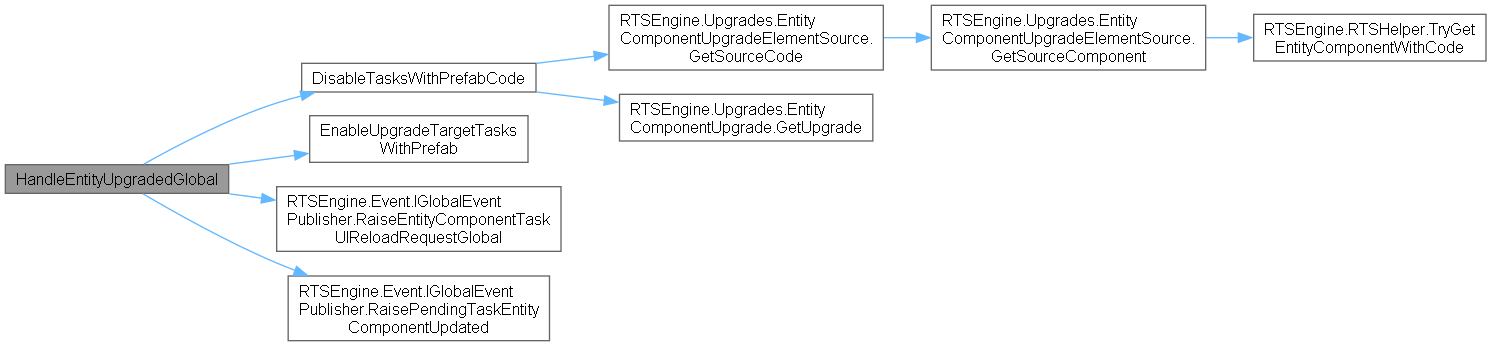 HandleEntityUpgradedGlobal
DisableTasksWithPrefabCode
RTSEngine.Upgrades.Entity
ComponentUpgradeElementSource.
GetSourceCode
RTSEngine.Upgrades.Entity
ComponentUpgradeElementSource.
GetSourceComponent
RTSEngine.RTSHelper.TryGet
EntityComponentWithCode
RTSEngine.Upgrades.Entity
ComponentUpgrade.GetUpgrade
EnableUpgradeTargetTasks
WithPrefab
RTSEngine.Event.IGlobalEvent
Publisher.RaiseEntityComponentTask
UIReloadRequestGlobal
RTSEngine.Event.IGlobalEvent
Publisher.RaisePendingTaskEntity
ComponentUpdated